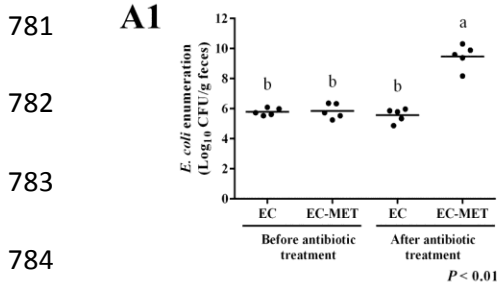 781
782
783
784
A1
E. coli enumeration
(Log10 CFU/g feces)
12
10
8
6
4
2
0
b
b
b
a
EC
EC-MET
EC
EC-MET
Before antibiotic
treatment
After antibiotic
treatment
P < 0.01